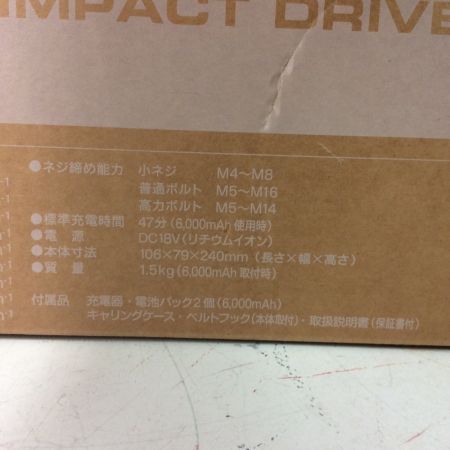 IMPACT DRIVE
●ネジ締め能力 小ネジ M4〜M8
普通ボルト M5〜M16
高力ボルト M5〜M14
●標準充電時間 47分(6,000mAh使用時)
●電 源 DC18V(リチウムイオン)
●本体寸法 106×79×240mm(長さ×幅×高さ)
●質 量 1.5kg(6,000mAh取付時)
付属品 充電器・電池パック2個(6,000mAh)
キャリングケース・ベルトフック(本体取付)・取扱説明書(保証書付)